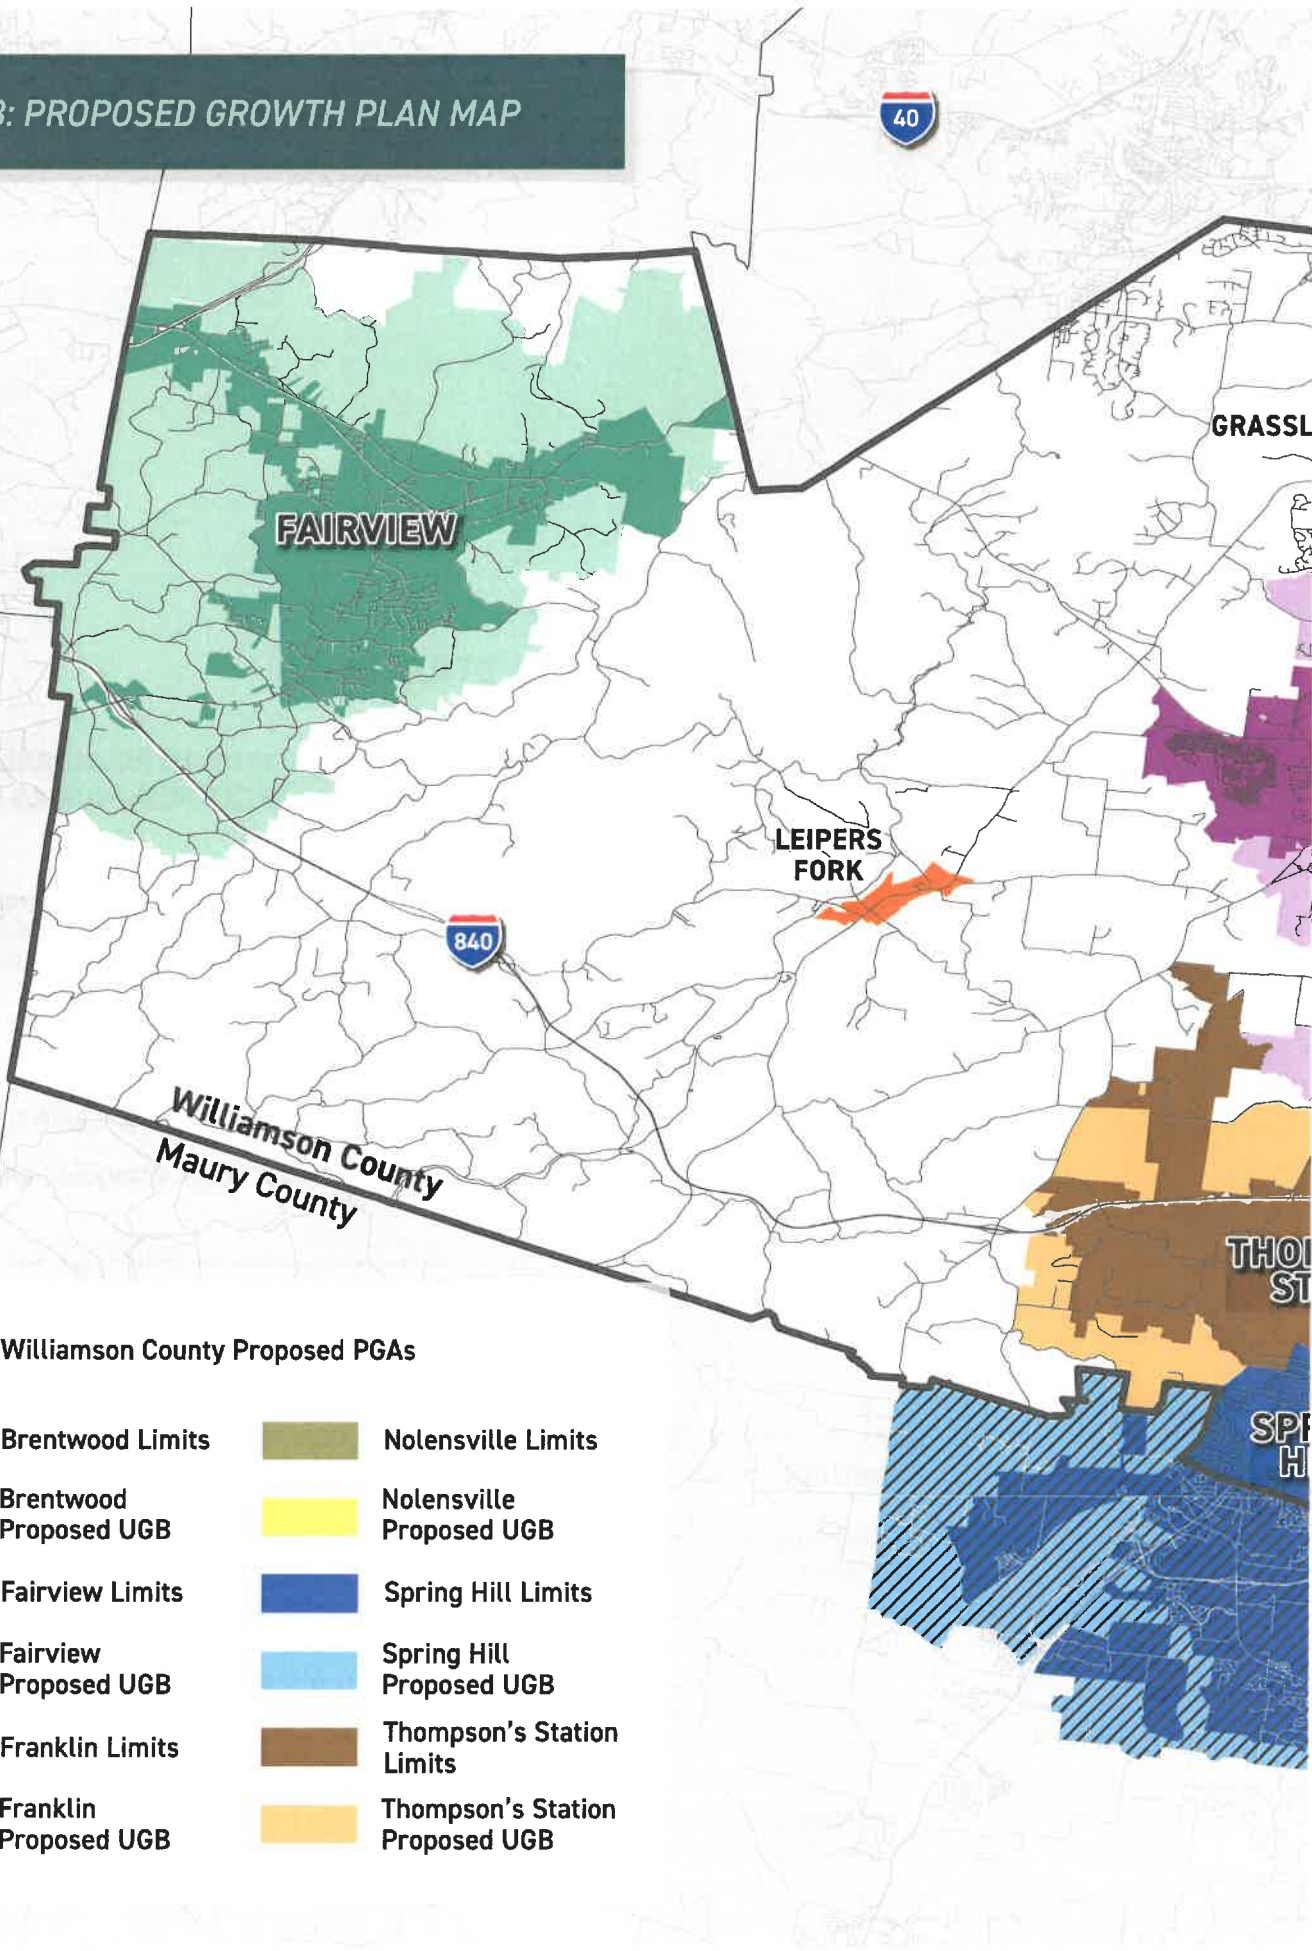 3: PROPOSED GROWTH PLAN MAP
40
GRASSL
FAIRVIEW
LEIPERS
FORK
840
Williamson County
Maury County
THO
ST
SPR
H
Williamson County Proposed PGAs
Brentwood Limits
Nolensville Limits
Brentwood
Proposed UGB
Nolensville
Proposed UGB
Fairview Limits
Spring Hill Limits
Fairview
Proposed UGB
Spring Hill
Proposed UGB
Franklin Limits
Thompson's Station
Limits
Franklin
Proposed UGB
Thompson's Station
Proposed UGB